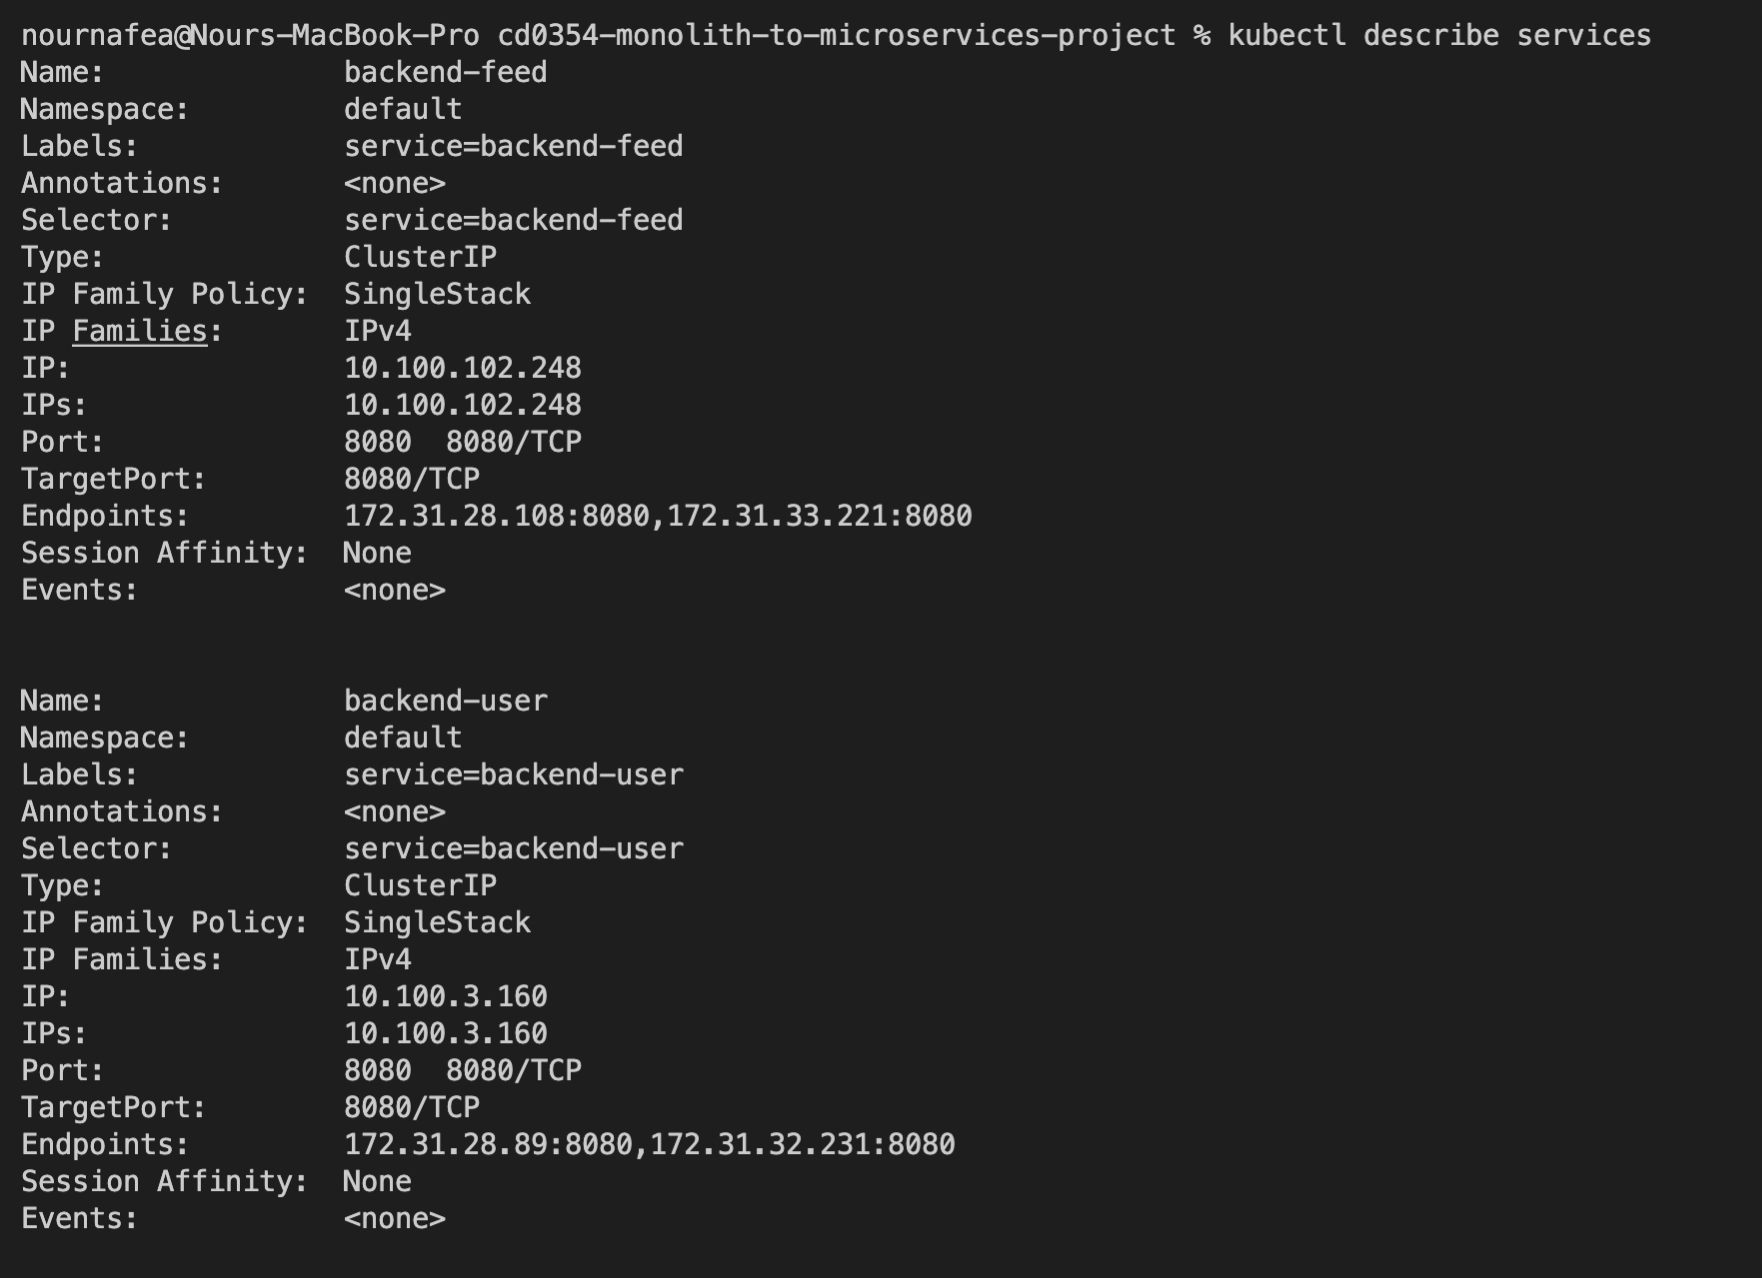 nournafea@Nours-MacBook-Pro cd0354-monolith-to-microservices-project % kubectl describe services
Name:              backend-feed
Namespace:         default
Labels:            service=backend-feed
Annotations:       <none>
Selector:          service=backend-feed
Type:              ClusterIP
IP Family Policy:  SingleStack
IP Families:       IPv4
IP:                10.100.102.248
IPs:               10.100.102.248
Port:              8080  8080/TCP
TargetPort:        8080/TCP
Endpoints:         172.31.28.108:8080,172.31.33.221:8080
Session Affinity:  None
Events:            <none>
Name:              backend-user
Namespace:         default
Labels:            service=backend-user
Annotations:       <none>
Selector:          service=backend-user
Type:              ClusterIP
IP Family Policy:  SingleStack
IP Families:       IPv4
IP:                10.100.3.160
IPs:               10.100.3.160
Port:              8080  8080/TCP
TargetPort:        8080/TCP
Endpoints:         172.31.28.89:8080,172.31.32.231:8080
Session Affinity:  None
Events:            <none>